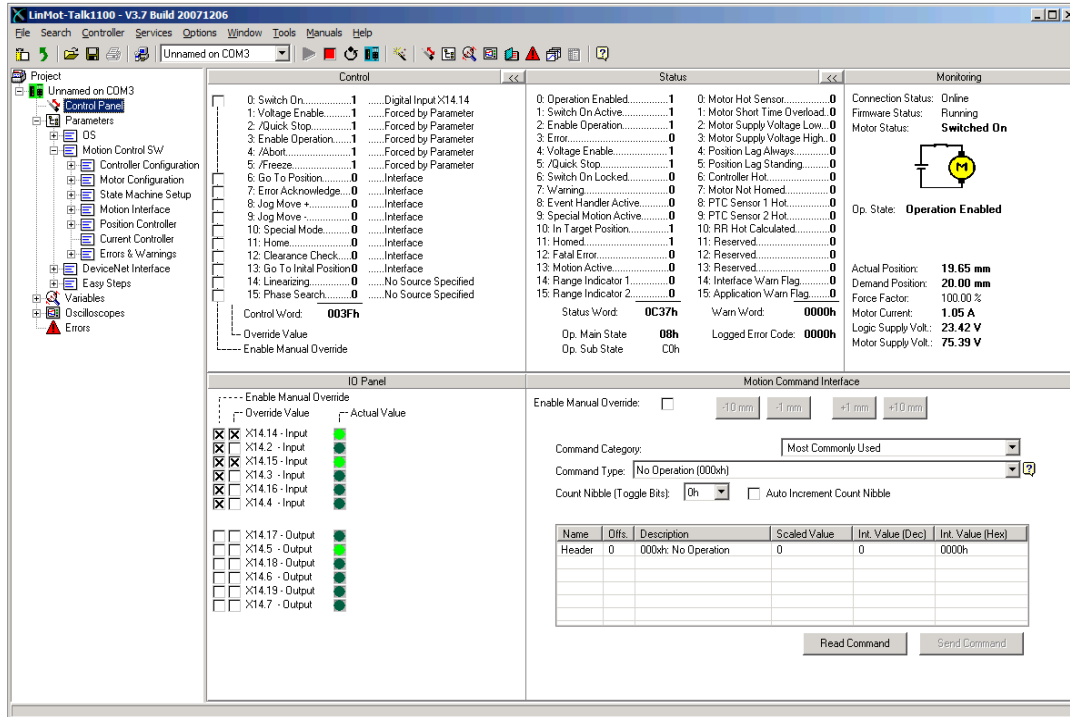 LinMot-Talk1100 - V3.7 Build 20071206
File Search Controller Services Options Window Tools Manuals Help
Unnamed on COM3
Project
Unnamed on COM3
Control Panel
Parameters
OS
Motion Control SW
Controller Configuration
Motor Configuration
State Machine Setup
Motion Interface
Position Controller
Current Controller
Errors & Warnings
DeviceNet Interface
Easy Steps
Variables
Oscilloscopes
Errors
Control <<
0: Switch On..............1 .....Digital Input X14.14
1: Voltage Enable.........1 .....Forced by Parameter
2: /Quick Stop............1 .....Forced by Parameter
3: Enable Operation.......1 .....Forced by Parameter
4: /Abort.................1 .....Forced by Parameter
5: /Freeze................1 .....Forced by Parameter
6: Go To Position.........0 .....Interface
7: Error Acknowledge....0 .....Interface
8: Jog Move +.............0 .....Interface
9: Jog Move -.............0 .....Interface
10: Special Mode..........0 .....Interface
11: Home..................0 .....Interface
12: Clearance Check.....0 .....Interface
13: Go To Inital Position0 .....Interface
14: Linearizing...........0 .....No Source Specified
15: Phase Search........0 .....No Source Specified
Control Word: 003Fh
Override Value
Enable Manual Override
Status <<
0: Operation Enabled..............1
1: Switch On Active...............1
2: Enable Operation...............1
3: Error..........................0
4: Voltage Enable.................1
5: /Quick Stop....................1
6: Switch On Locked...............0
7: Warning........................0
8: Event Handler Active...........0
9: Special Motion Active..........0
10: In Target Position............1
11: Homed.........................1
12: Fatal Error...................0
13: Motion Active.................0
14: Range Indicator 1.............0
15: Range Indicator 2.............0
Status Word: 0C37h
Op. Main State 08h
Op. Sub State C0h
0: Motor Hot Sensor...............0
1: Motor Short Time Overload..0
2: Motor Supply Voltage Low...0
3: Motor Supply Voltage High..0
4: Position Lag Always............0
5: Position Lag Standing..........0
6: Controller Hot.................0
7: Motor Not Homed................0
8: PTC Sensor 1 Hot...............0
9: PTC Sensor 2 Hot...............0
10: RR Hot Calculated.............0
11: Reserved......................0
12: Reserved......................0
13: Reserved......................0
14: Interface Warn Flag...........0
15: Application Warn Flag........0
Warn Word: 0000h
Logged Error Code: 0000h
Monitoring
Connection Status: Online
Firmware Status: Running
Motor Status: Switched On
M
Op. State: Operation Enabled
Actual Position: 19.65 mm
Demand Position: 20.00 mm
Force Factor: 100.00 %
Motor Current: 1.05 A
Logic Supply Volt.: 23.42 V
Motor Supply Volt.: 75.39 V
IO Panel
Enable Manual Override
Override Value Actual Value
X14.14 - Input
X14.2 - Input
X14.15 - Input
X14.3 - Input
X14.16 - Input
X14.4 - Input
X14.17 - Output
X14.5 - Output
X14.18 - Output
X14.6 - Output
X14.19 - Output
X14.7 - Output
Motion Command Interface
Enable Manual Override: -10 mm -1 mm +1 mm +10 mm
Command Category: Most Commonly Used
Command Type: No Operation (000xh)
Count Nibble (Toggle Bits): 0h Auto Increment Count Nibble
Name Offs. Description Scaled Value Int. Value (Dec) Int. Value (Hex)
Header 0 000xh: No Operation 0 0 0000h
Read Command Send Command